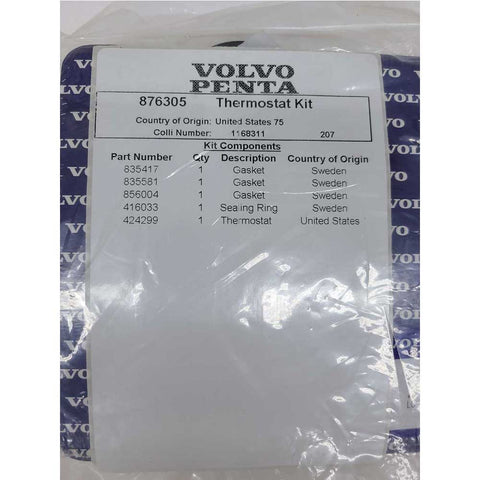 VOLVO
PENTA
876305 Thermostat Kit
Country of Origin: United States 75
Colli Number: 1168311 207
Kit Components
Part Number Qty Description Country of Origin
835417 1 Gasket Sweden
835581 1 Gasket Sweden
856004 1 Gasket Sweden
416033 1 Sealing Ring Sweden
424299 1 Thermostat United States